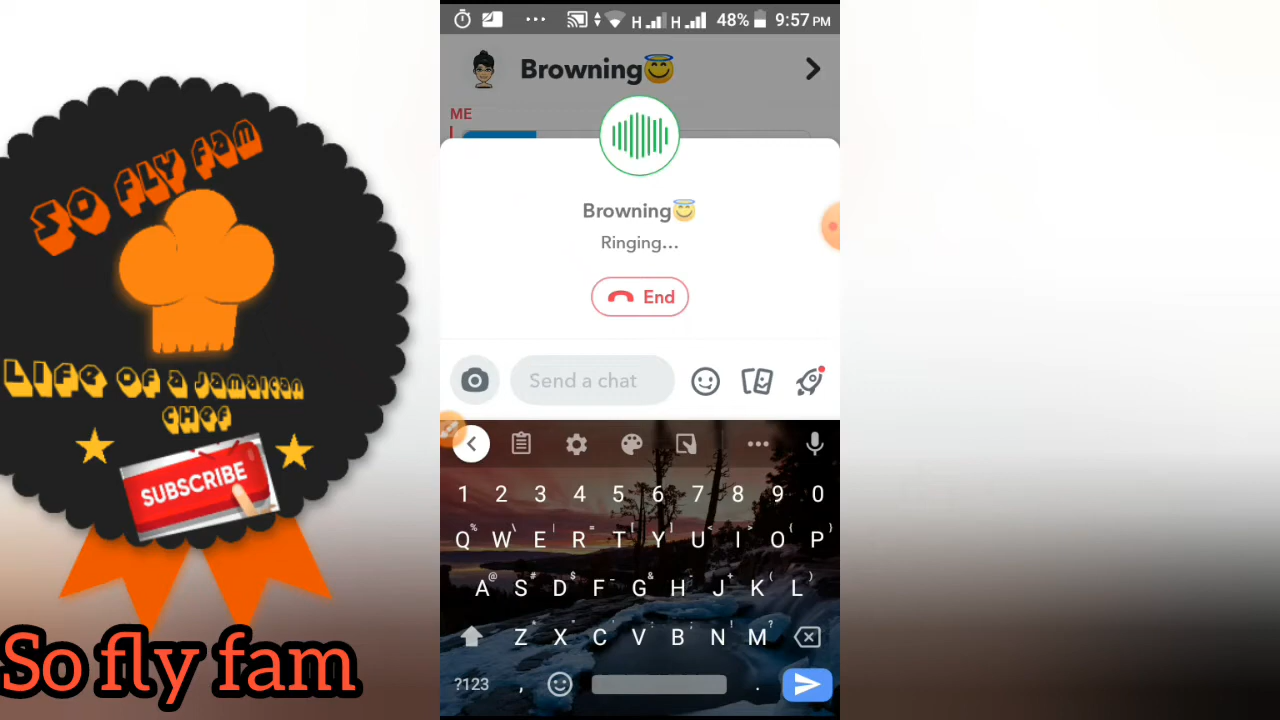 SO FLY FAM
LIFE OF A JAMAICAN
CHEF
SUBSCRIBE
So fly fam
H H 48% 9:57 PM
Browning😇
ME
Browning😇
Ringing...
End
Send a chat
1 2 3 4 5 6 7 8 9 0
% \ | = [ ] < > { }
Q W E R T Y U I O P
@ # $ _ & - + ( )
A S D F G H J K L
* " ' : ; ! ?
Z X C V B N M
?123 , .